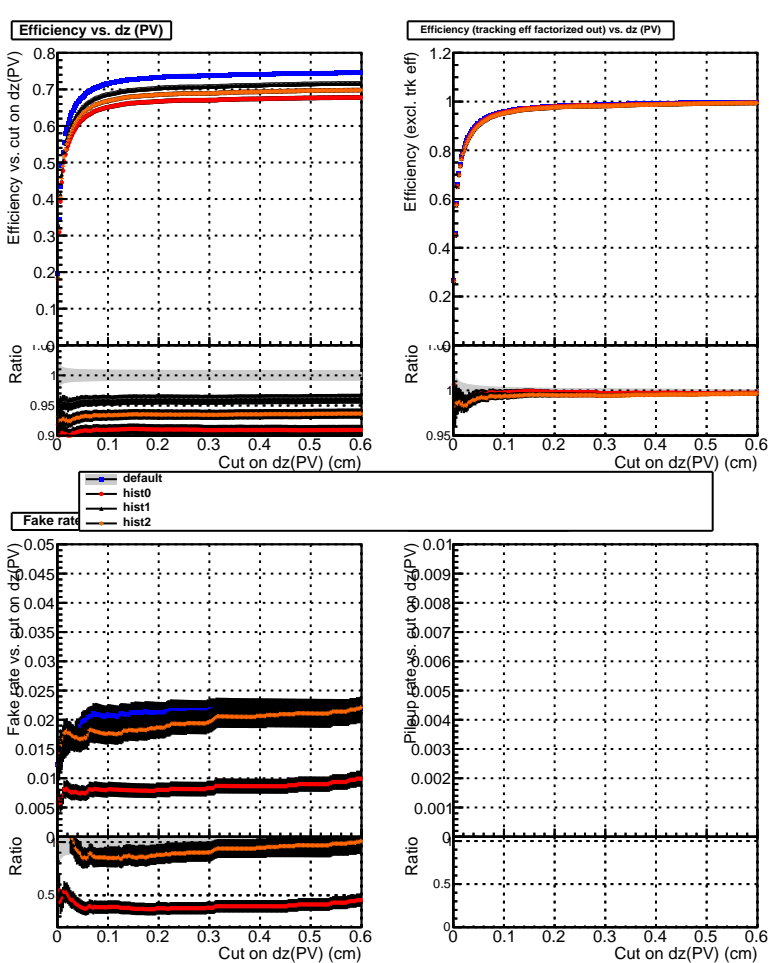 Efficiency vs. dz (PV)
Efficiency vs. cut on dz(PV)
0.8
0.7
0.6
0.5
0.4
0.3
0.2
0.1
0
Ratio
1
0.95
0.9
0 0.1 0.2 0.3 0.4 0.5 0.6
Cut on dz(PV) (cm)
Efficiency (tracking eff factorized out) vs. dz (PV)
Efficiency (excl. trk eff)
1.2
1
0.8
0.6
0.4
0.2
0
Ratio
1
0.95
0 0.1 0.2 0.3 0.4 0.5 0.6
Cut on dz(PV) (cm)
default
hist0
hist1
hist2
Fake rate
Fake rate vs. cut on dz(PV)
0.05
0.045
0.04
0.035
0.03
0.025
0.02
0.015
0.01
0.005
0
Ratio
1
0.5
0 0.1 0.2 0.3 0.4 0.5 0.6
Cut on dz(PV) (cm)
Pileup rate vs. cut on dz(PV)
0.01
0.009
0.008
0.007
0.006
0.005
0.004
0.003
0.002
0.001
Ratio
0.5
0
0 0.1 0.2 0.3 0.4 0.5 0.6
Cut on dz(PV) (cm)